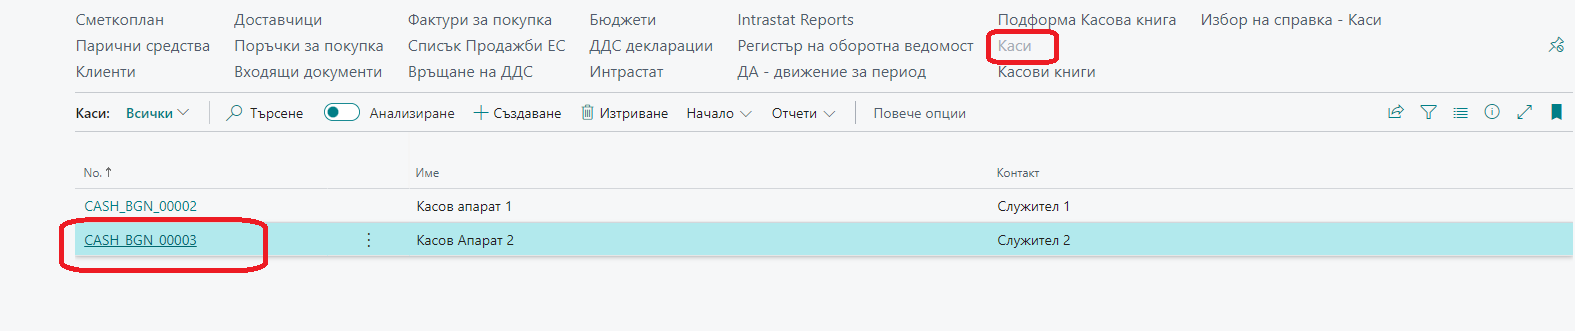 Сметкоплан Доставчици Фактури за покупка Бюджети Intrastat Reports Подформа Касова книга Избор на справка - Каси
Парични средства Поръчки за покупка Списък Продажби ЕС ДДС декларации Регистър на оборотна ведомост Каси
Клиенти Входящи документи Връщане на ДДС Интрастат ДА - движение за период Касови книги
Каси: Всички Търсене Анализиране Създаване Изтриване Начало Отчети Повече опции
No. ↑ Име Контакт
CASH_BGN_00002 Касов апарат 1 Служител 1
CASH_BGN_00003 Касов Апарат 2 Служител 2